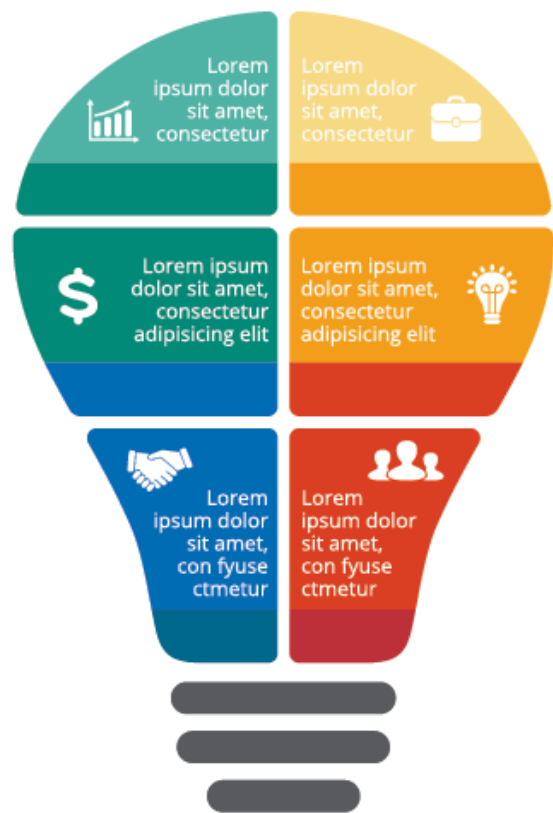 Lorem
ipsum dolor
sit amet,
consectetur
Lorem
ipsum dolor
sit amet,
consectetur
Lorem ipsum
dolor sit amet,
consectetur
adipisicing elit
Lorem ipsum
dolor sit amet,
consectetur
adipisicing elit
$
Lorem
ipsum dolor
sit amet,
con fyuse
ctmetur
Lorem
ipsum dolor
sit amet,
con fyuse
ctmetur